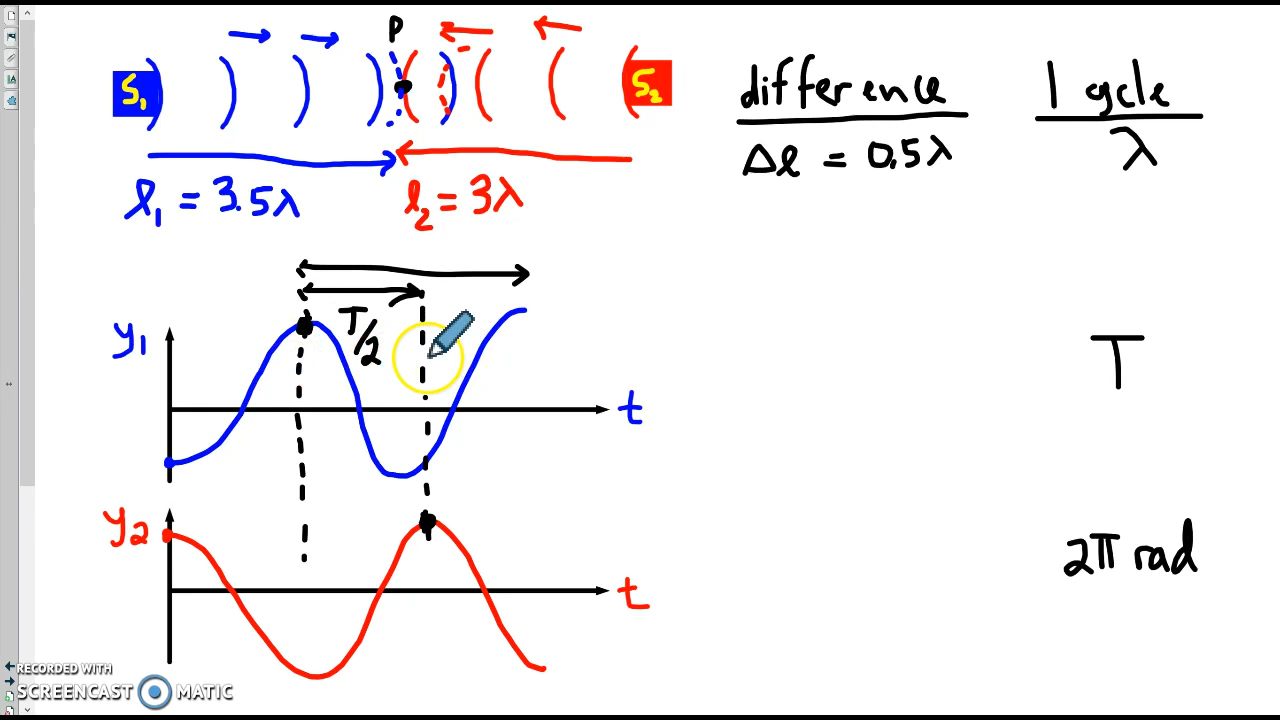 P
S₁
S₂
difference
1 cycle
Δℓ = 0.5λ
λ
ℓ₁ = 3.5λ
ℓ₂ = 3λ
T/2
y₁
t
T
y₂
t
2π rad
RECORDED WITH
SCREENCAST MATIC